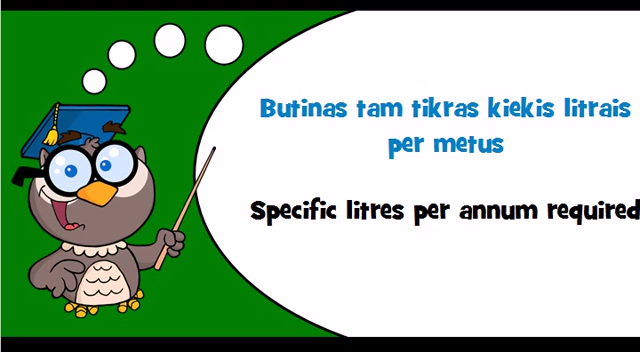 Butinas tam tikras kiekis litrais
per metus
Specific litres per annum required